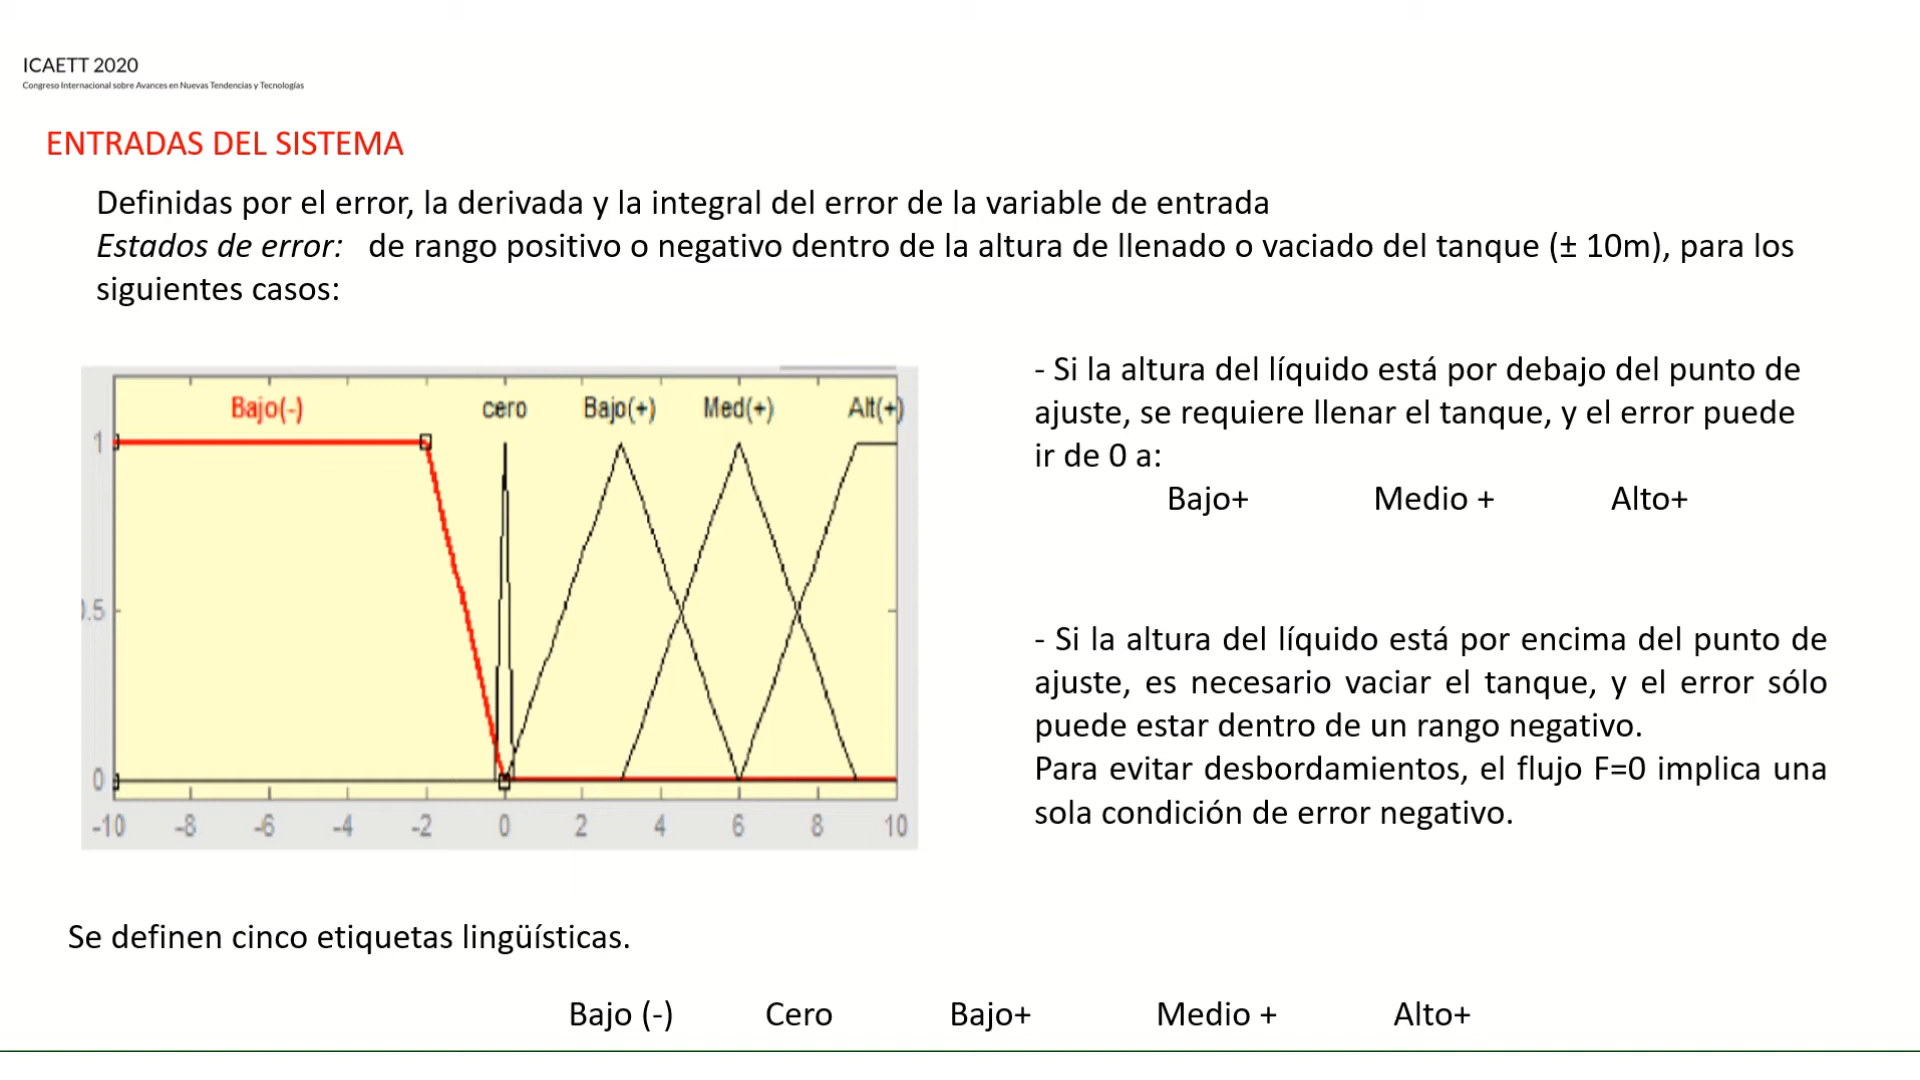 ICAETT 2020
Congreso Internacional sobre Avances en Nuevas Tendencias y Tecnologías
ENTRADAS DEL SISTEMA
Definidas por el error, la derivada y la integral del error de la variable de entrada
Estados de error: de rango positivo o negativo dentro de la altura de llenado o vaciado del tanque (± 10m), para los
siguientes casos:
Bajo(-) cero Bajo(+) Med(+) Alt(+)
1
0.5
0
-10 -8 -6 -4 -2 0 2 4 6 8 10
- Si la altura del líquido está por debajo del punto de
ajuste, se requiere llenar el tanque, y el error puede
ir de 0 a:
Bajo+ Medio + Alto+
- Si la altura del líquido está por encima del punto de
ajuste, es necesario vaciar el tanque, y el error sólo
puede estar dentro de un rango negativo.
Para evitar desbordamientos, el flujo F=0 implica una
sola condición de error negativo.
Se definen cinco etiquetas lingüísticas.
Bajo (-) Cero Bajo+ Medio + Alto+